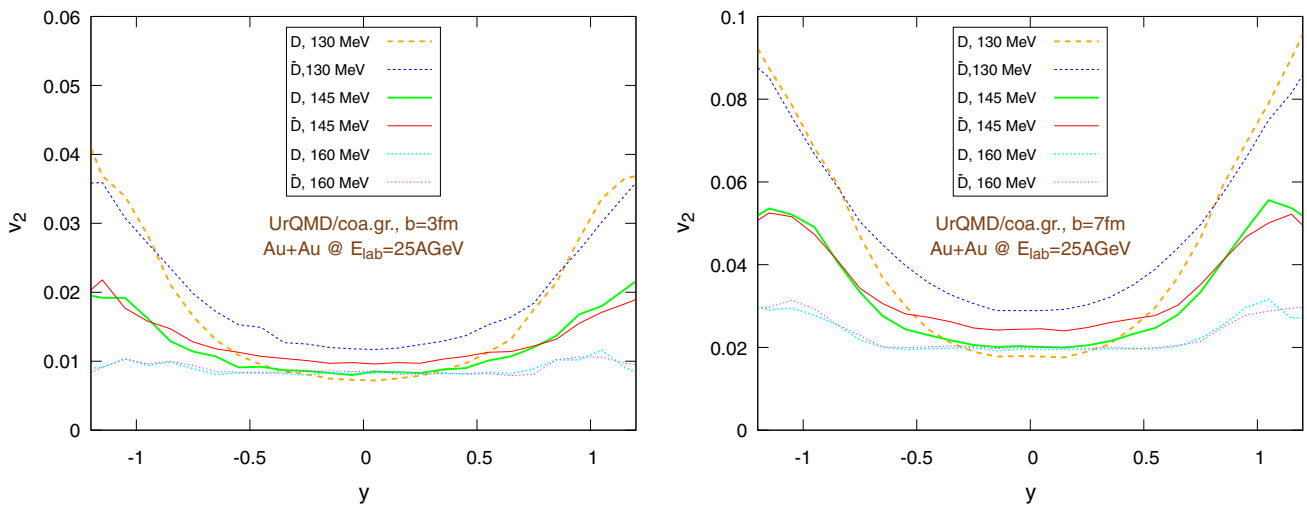 0.06
0.05
0.04
0.03
0.02
0.01
0
v₂
-1
-0.5
0
0.5
1
y
D, 130 MeV
D̄,130 MeV
D, 145 MeV
D̄, 145 MeV
D, 160 MeV
D̄, 160 MeV
UrQMD/coa.gr., b=3fm
Au+Au @ E_lab=25AGeV
0.1
0.08
0.06
0.04
0.02
0
v₂
-1
-0.5
0
0.5
1
y
D, 130 MeV
D̄,130 MeV
D, 145 MeV
D̄, 145 MeV
D, 160 MeV
D̄, 160 MeV
UrQMD/coa.gr., b=7fm
Au+Au @ E_lab=25AGeV